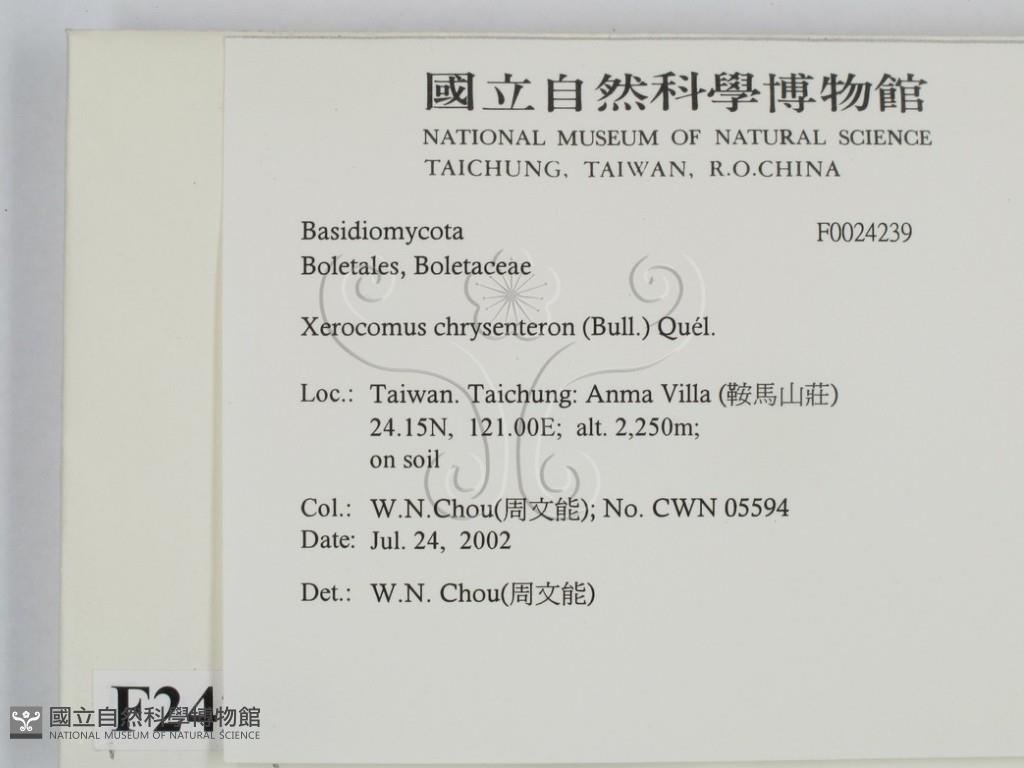 國立自然科學博物館
NATIONAL MUSEUM OF NATURAL SCIENCE
TAICHUNG, TAIWAN, R.O.CHINA
Basidiomycota F0024239
Boletales, Boletaceae
Xerocomus chrysenteron (Bull.) Quél.
Loc.: Taiwan. Taichung: Anma Villa (鞍馬山莊)
24.15N, 121.00E; alt. 2,250m;
on soil
Col.: W.N.Chou(周文能); No. CWN 05594
Date: Jul. 24, 2002
Det.: W.N. Chou(周文能)
F24
國立自然科學博物館
NATIONAL MUSEUM OF NATURAL SCIENCE